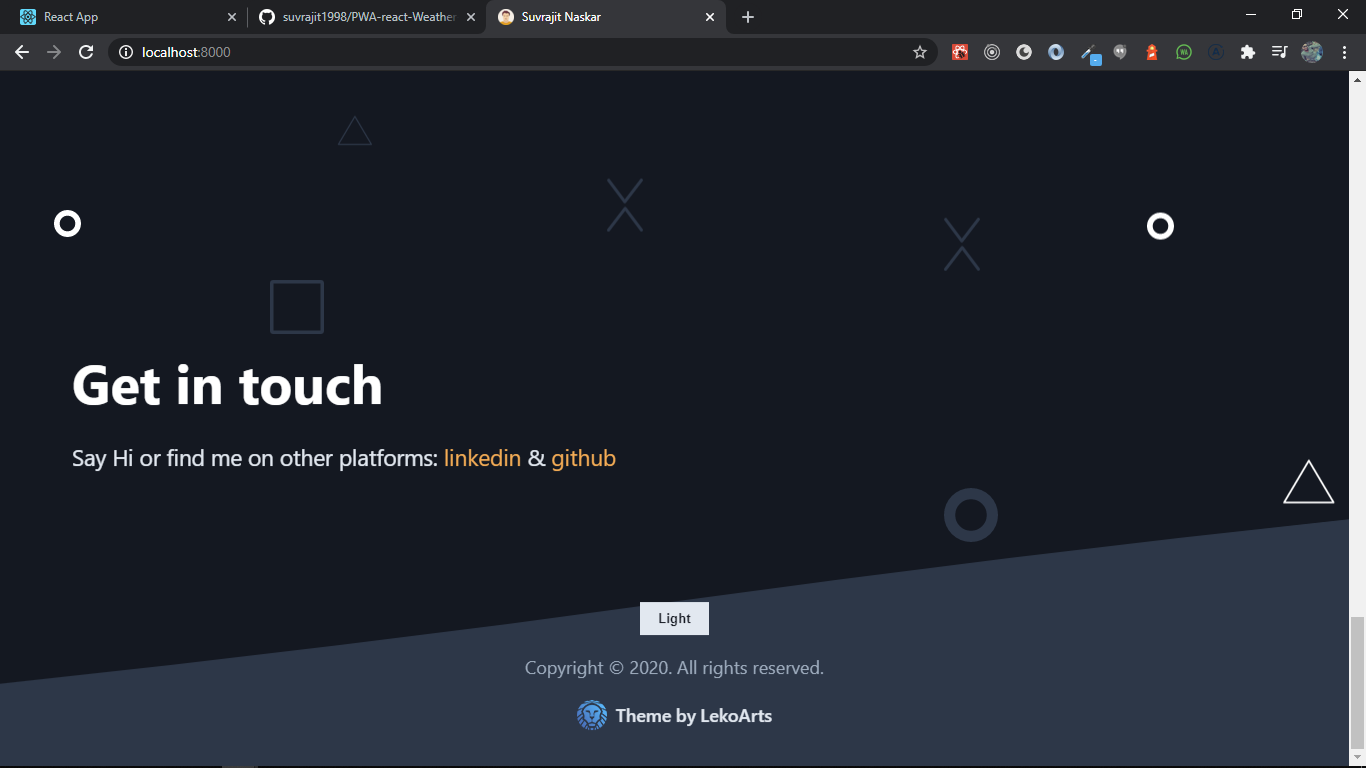 React App
suvrajit1998/PWA-react-Weather
Suvrajit Naskar
localhost:8000
Get in touch
Say Hi or find me on other platforms: linkedin & github
Light
Copyright © 2020. All rights reserved.
Theme by LekoArts